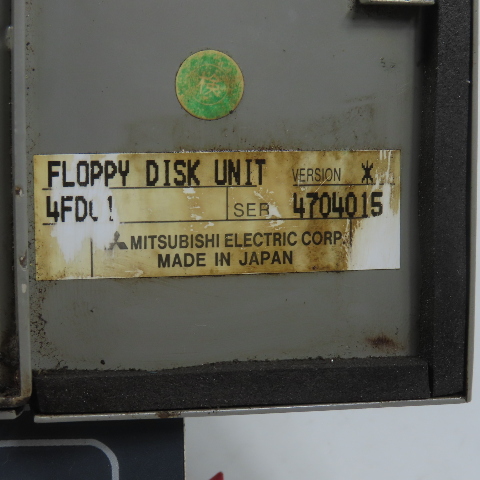 FLOPPY DISK UNIT VERSION *
SER 4704015
MITSUBISHI ELECTRIC CORP.
MADE IN JAPAN